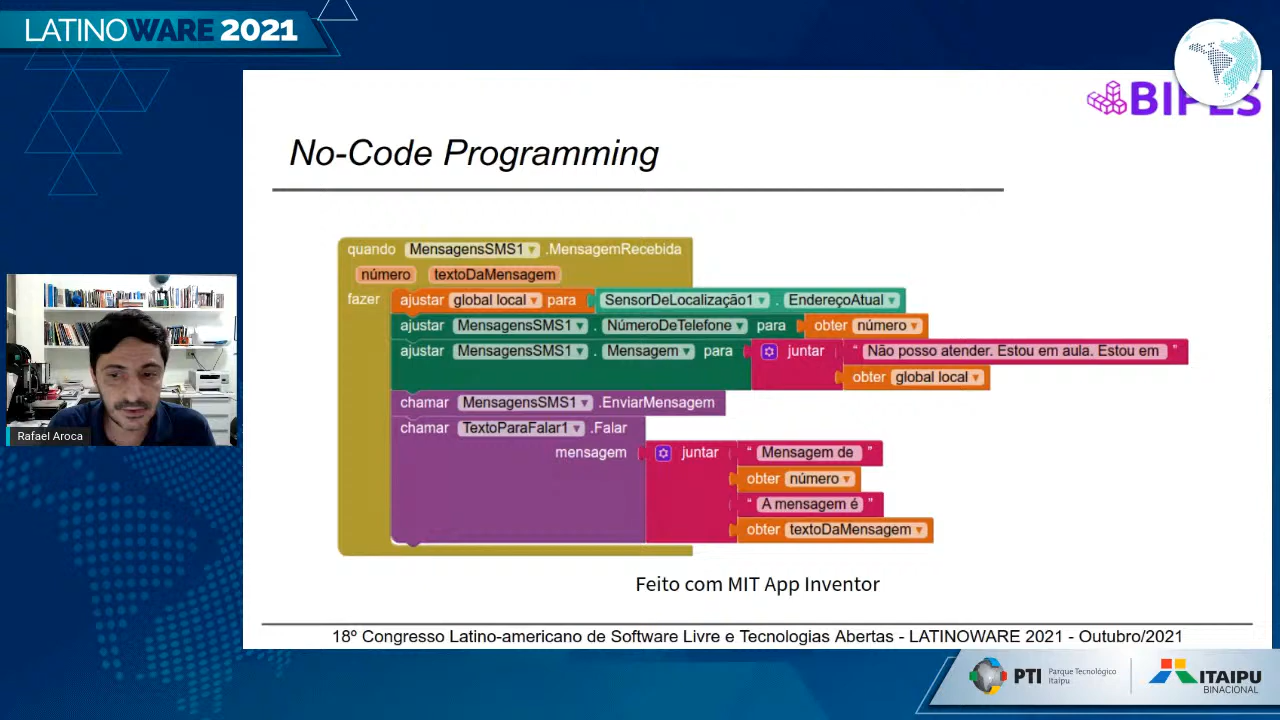 LATINOWARE 2021
BIPES
No-Code Programming
quando MensagensSMS1 .MensagemRecebida
número textoDaMensagem
fazer ajustar global local para SensorDeLocalização1 . EndereçoAtual
ajustar MensagensSMS1 . NúmeroDeTelefone para obter número
ajustar MensagensSMS1 . Mensagem para juntar " Não posso atender. Estou em aula. Estou em "
obter global local
chamar MensagensSMS1 .EnviarMensagem
chamar TextoParaFalar1 .Falar
mensagem juntar " Mensagem de "
obter número
" A mensagem é "
obter textoDaMensagem
Rafael Aroca
Feito com MIT App Inventor
18º Congresso Latino-americano de Software Livre e Tecnologias Abertas - LATINOWARE 2021 - Outubro/2021
PTI Parque Tecnológico
Itaipu
ITAIPU
BINACIONAL